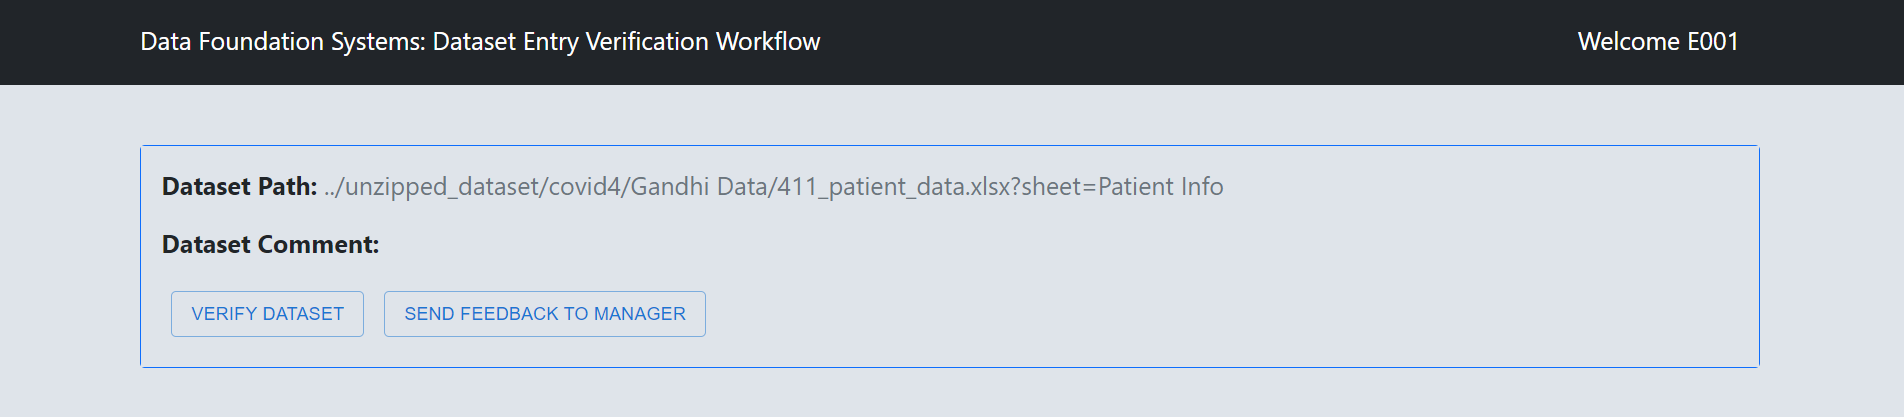 Data Foundation Systems: Dataset Entry Verification Workflow
Welcome E001
Dataset Path: ../unzipped_dataset/covid4/Gandhi Data/411_patient_data.xlsx?sheet=Patient Info
Dataset Comment:
VERIFY DATASET
SEND FEEDBACK TO MANAGER